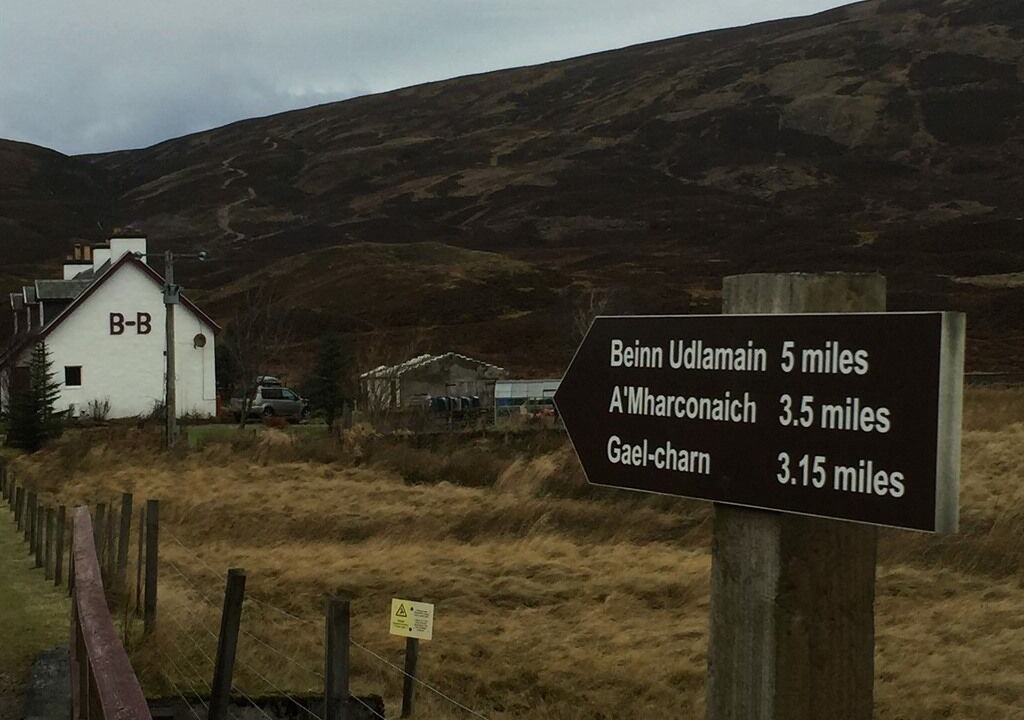 B-B
Beinn Udlamain 5 miles
A'Mharconaich 3.5 miles
Gael-charn 3.15 miles